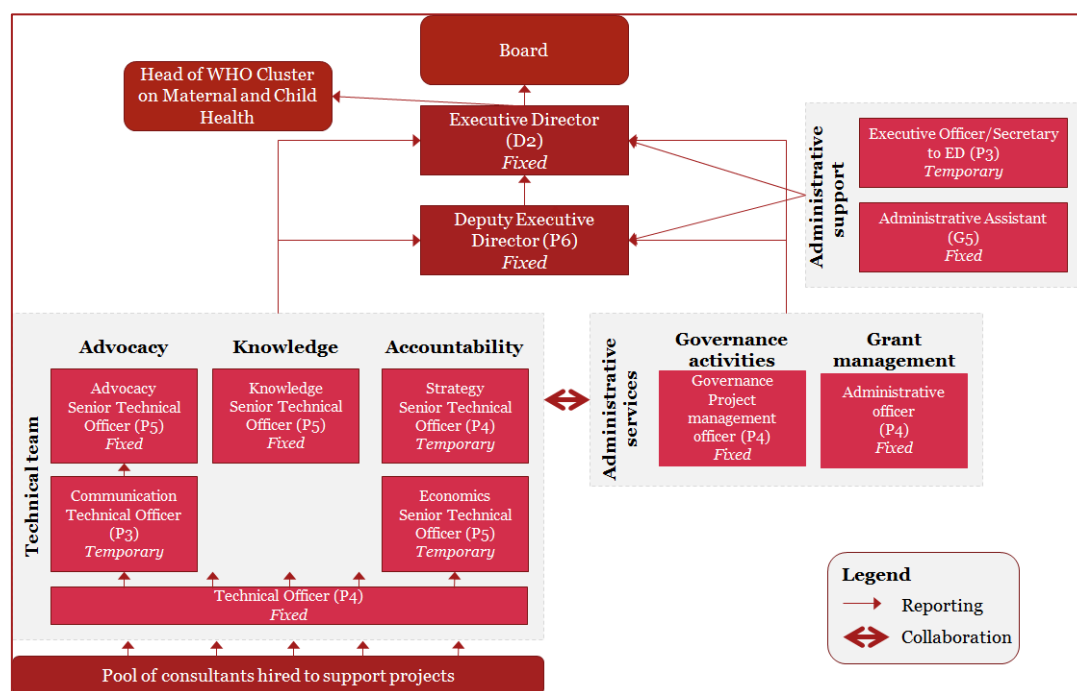 Board
Head of WHO Cluster
on Maternal and Child
Health
Executive Director
(D2)
Fixed
Deputy Executive
Director (P6)
Fixed
Administrative
support
Executive Officer/Secretary
to ED (P3)
Temporary
Administrative Assistant
(G5)
Fixed
Technical team
Advocacy
Knowledge
Accountability
Advocacy
Senior Technical
Officer (P5)
Fixed
Knowledge
Senior Technical
Officer (P5)
Fixed
Strategy
Senior Technical
Officer (P4)
Temporary
Communication
Technical Officer
(P3)
Temporary
Economics
Senior Technical
Officer (P5)
Temporary
Technical Officer (P4)
Fixed
Pool of consultants hired to support projects
Administrative
services
Governance
activities
Grant
management
Governance
Project
management
officer (P4)
Fixed
Administrative
officer
(P4)
Fixed
Legend
Reporting
Collaboration